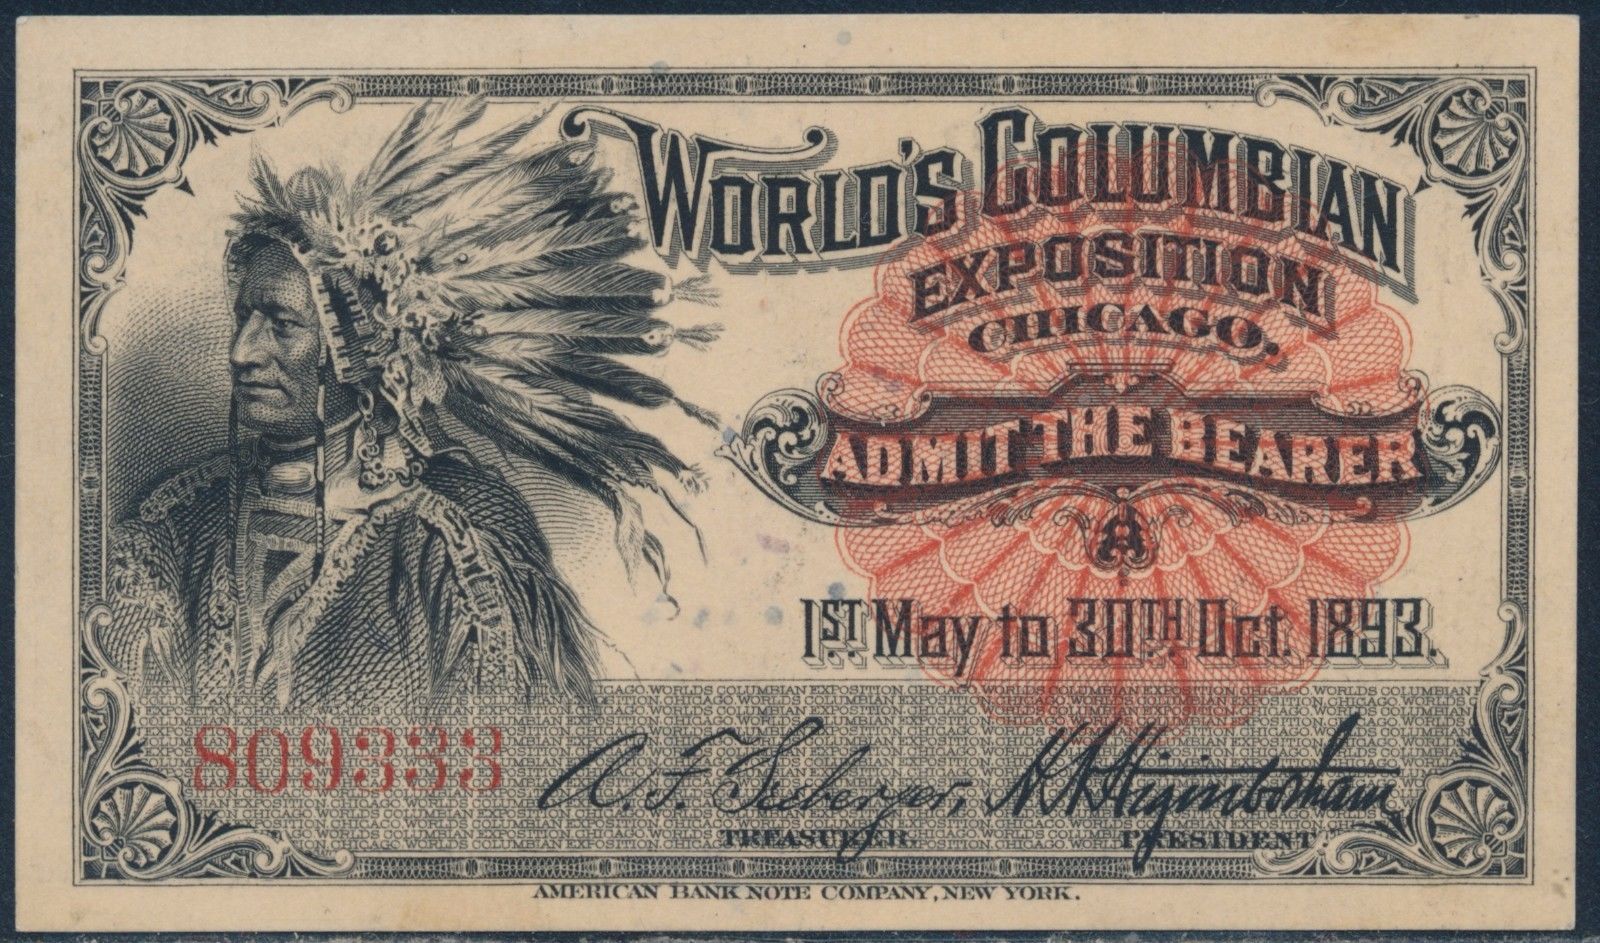 WORLD'S COLUMBIAN
EXPOSITION
CHICAGO.
ADMIT THE BEARER
A
1ST. May to 30TH Oct. 1893.
809333
A. F. Seeberger,
TREASURER.
H N Higinbotham
PRESIDENT.
AMERICAN BANK NOTE COMPANY, NEW YORK.